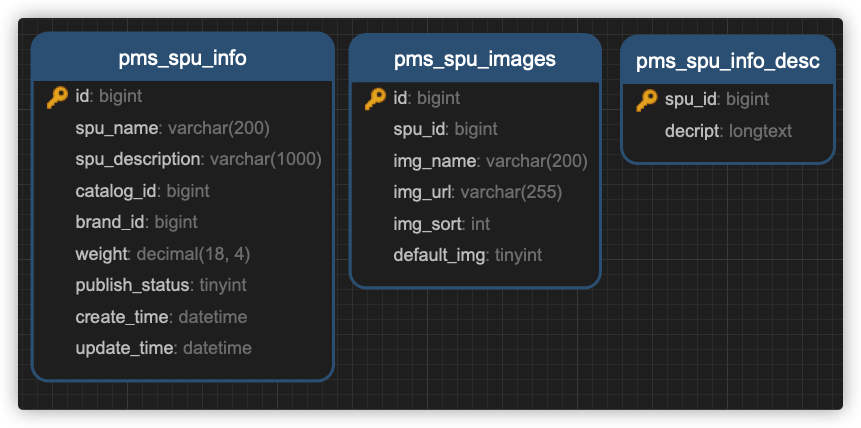 pms_spu_info
id: bigint
spu_name: varchar(200)
spu_description: varchar(1000)
catalog_id: bigint
brand_id: bigint
weight: decimal(18, 4)
publish_status: tinyint
create_time: datetime
update_time: datetime
pms_spu_images
id: bigint
spu_id: bigint
img_name: varchar(200)
img_url: varchar(255)
img_sort: int
default_img: tinyint
pms_spu_info_desc
spu_id: bigint
decript: longtext